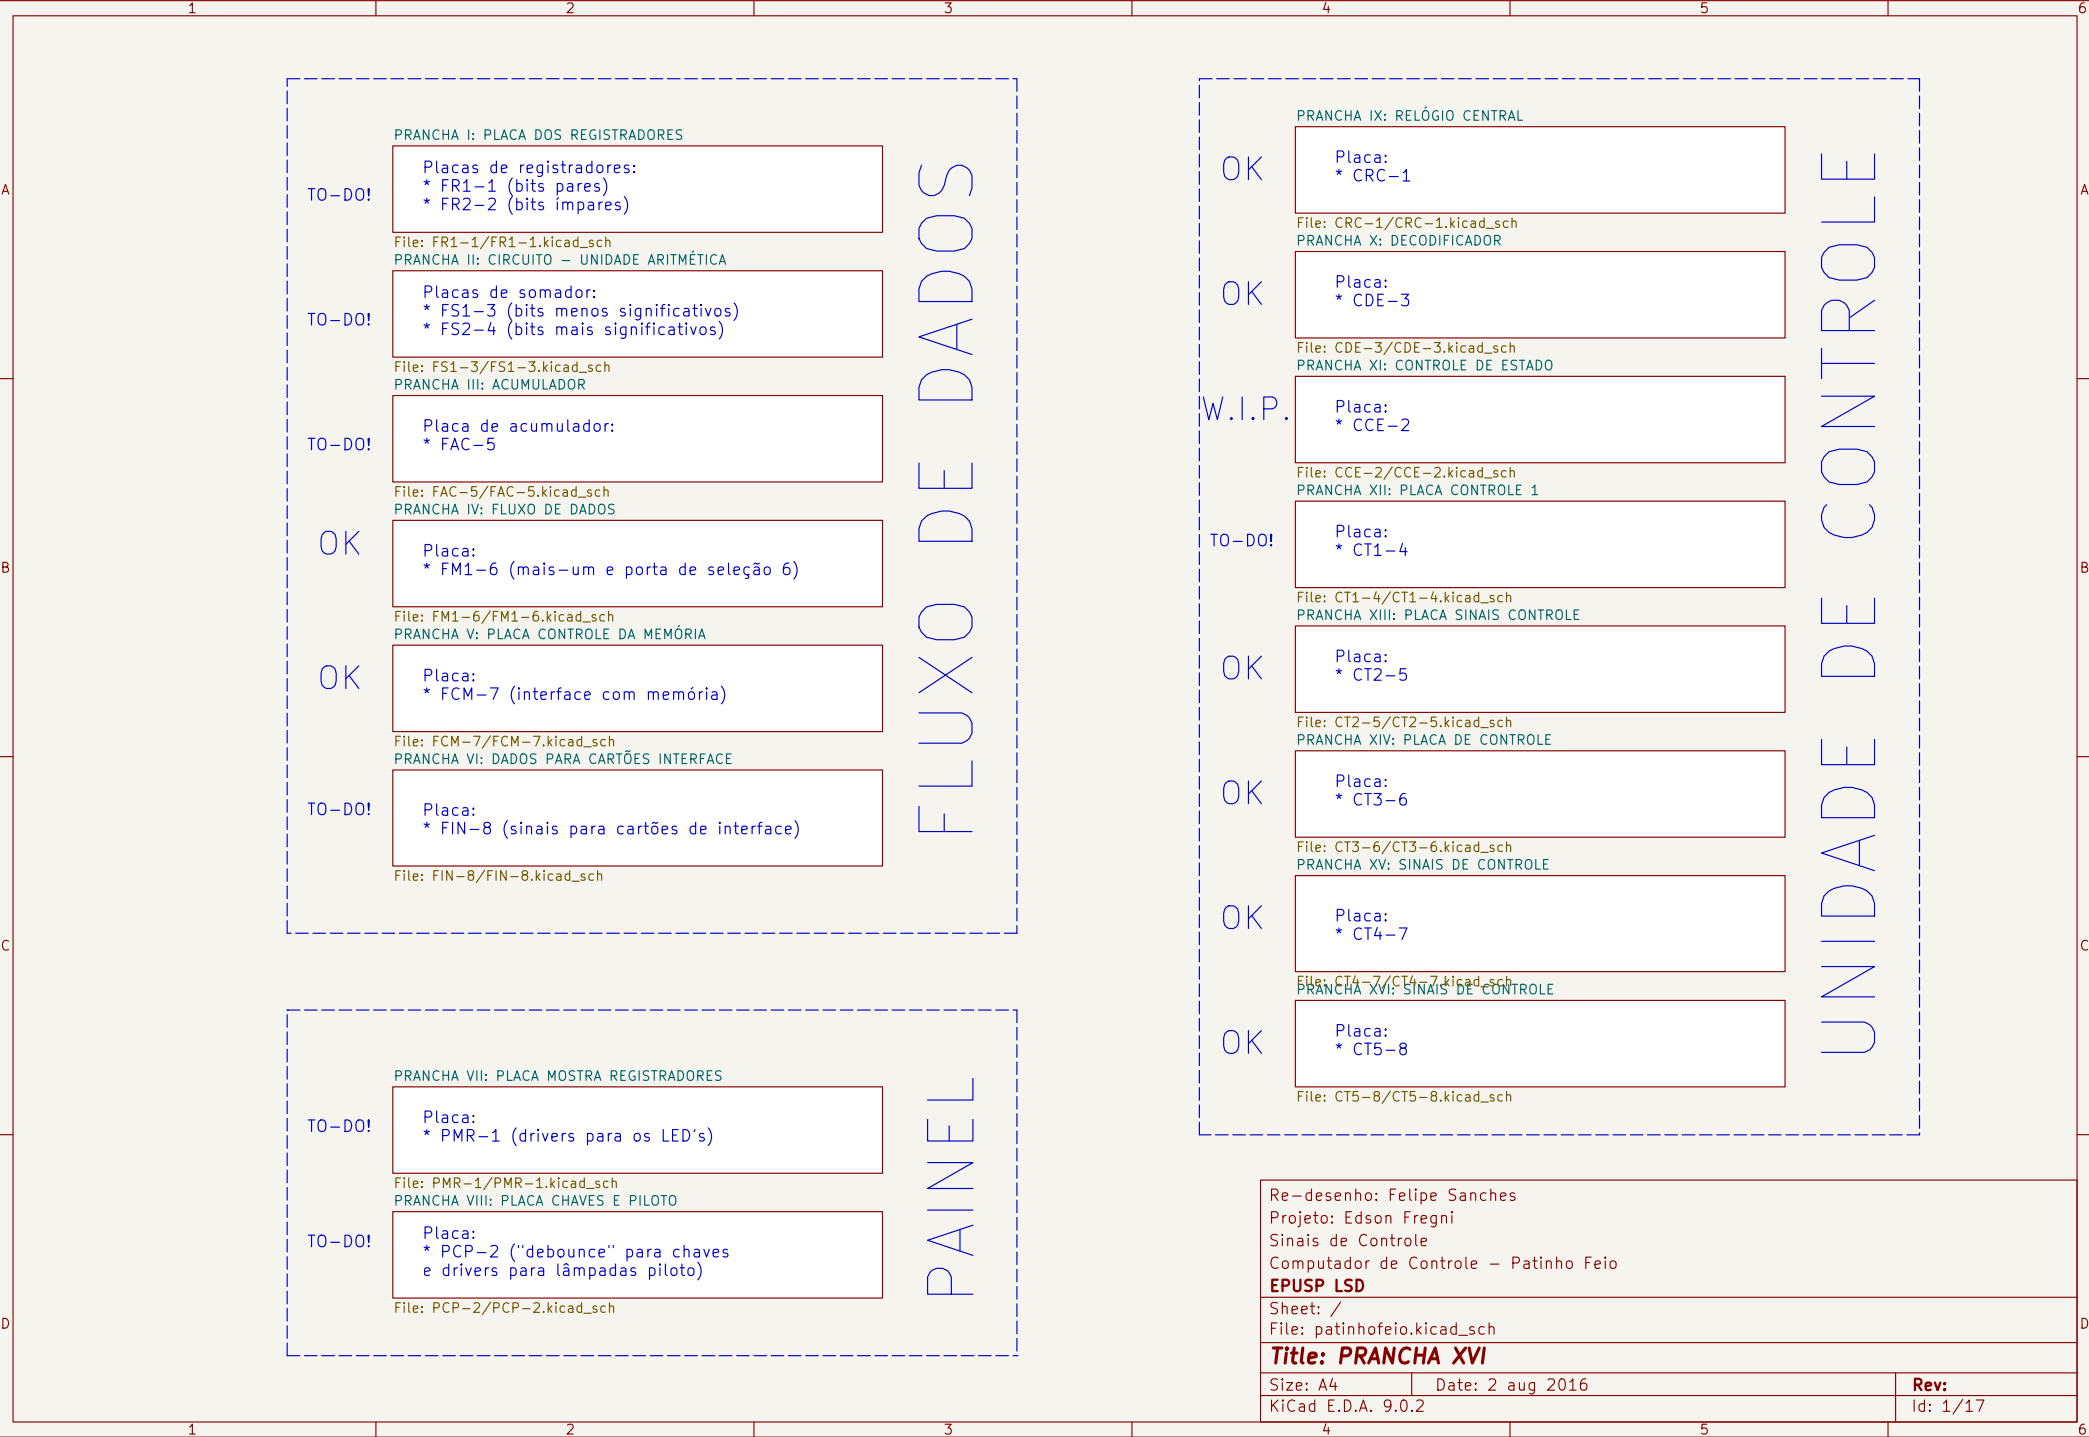 1 2 3 4 5 6
A
B
C
D
PRANCHA I: PLACA DOS REGISTRADORES
TO-DO!
Placas de registradores:
* FR1-1 (bits pares)
* FR2-2 (bits ímpares)
File: FR1-1/FR1-1.kicad_sch
PRANCHA II: CIRCUITO - UNIDADE ARITMÉTICA
TO-DO!
Placas de somador:
* FS1-3 (bits menos significativos)
* FS2-4 (bits mais significativos)
File: FS1-3/FS1-3.kicad_sch
PRANCHA III: ACUMULADOR
TO-DO!
Placa de acumulador:
* FAC-5
File: FAC-5/FAC-5.kicad_sch
PRANCHA IV: FLUXO DE DADOS
OK
Placa:
* FM1-6 (mais-um e porta de seleção 6)
File: FM1-6/FM1-6.kicad_sch
PRANCHA V: PLACA CONTROLE DA MEMÓRIA
OK
Placa:
* FCM-7 (interface com memória)
File: FCM-7/FCM-7.kicad_sch
PRANCHA VI: DADOS PARA CARTÕES INTERFACE
TO-DO!
Placa:
* FIN-8 (sinais para cartões de interface)
File: FIN-8/FIN-8.kicad_sch
FLUXO DE DADOS
PRANCHA VII: PLACA MOSTRA REGISTRADORES
TO-DO!
Placa:
* PMR-1 (drivers para os LED's)
File: PMR-1/PMR-1.kicad_sch
PRANCHA VIII: PLACA CHAVES E PILOTO
TO-DO!
Placa:
* PCP-2 ("debounce" para chaves
e drivers para lâmpadas piloto)
File: PCP-2/PCP-2.kicad_sch
PAINEL
PRANCHA IX: RELÓGIO CENTRAL
OK
Placa:
* CRC-1
File: CRC-1/CRC-1.kicad_sch
PRANCHA X: DECODIFICADOR
OK
Placa:
* CDE-3
File: CDE-3/CDE-3.kicad_sch
PRANCHA XI: CONTROLE DE ESTADO
W.I.P.
Placa:
* CCE-2
File: CCE-2/CCE-2.kicad_sch
PRANCHA XII: PLACA CONTROLE 1
TO-DO!
Placa:
* CT1-4
File: CT1-4/CT1-4.kicad_sch
PRANCHA XIII: PLACA SINAIS CONTROLE
OK
Placa:
* CT2-5
File: CT2-5/CT2-5.kicad_sch
PRANCHA XIV: PLACA DE CONTROLE
OK
Placa:
* CT3-6
File: CT3-6/CT3-6.kicad_sch
PRANCHA XV: SINAIS DE CONTROLE
OK
Placa:
* CT4-7
File: CT4-7/CT4-7.kicad_sch
PRANCHA XVI: SINAIS DE CONTROLE
OK
Placa:
* CT5-8
File: CT5-8/CT5-8.kicad_sch
UNIDADE DE CONTROLE
A
B
C
D
Re-desenho: Felipe Sanches
Projeto: Edson Fregni
Sinais de Controle
Computador de Controle - Patinho Feio
EPUSP LSD
Sheet: /
File: patinhofeio.kicad_sch
Title: PRANCHA XVI
Size: A4 Date: 2 aug 2016 Rev:
KiCad E.D.A. 9.0.2 Id: 1/17
1 2 3 4 5 6